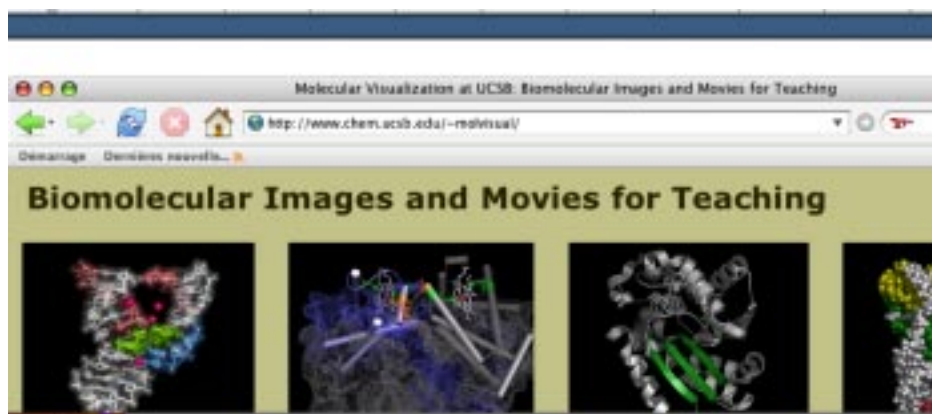 Molecular Visualization at UCSB: Biomolecular Images and Movies for Teaching
http://www.chem.ucsb.edu/~molvisual/
Démarrage Dernières nouvelle...
Biomolecular Images and Movies for Teaching